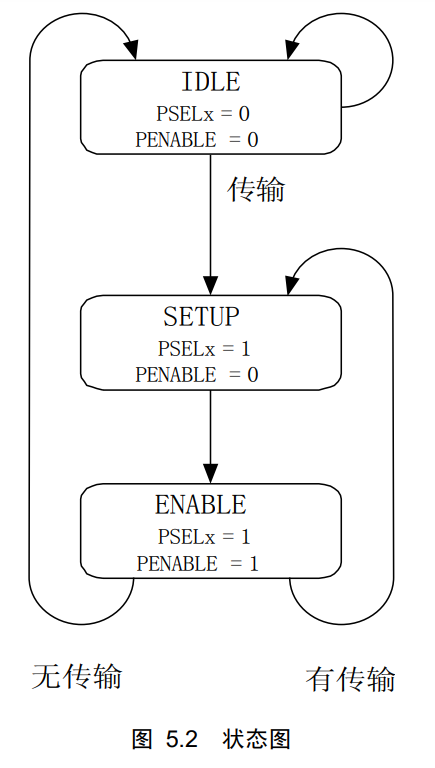 IDLE
PSELx = 0
PENABLE = 0
传输
SETUP
PSELx = 1
PENABLE = 0
ENABLE
PSELx = 1
PENABLE = 1
无传输
有传输
图 5.2 状态图